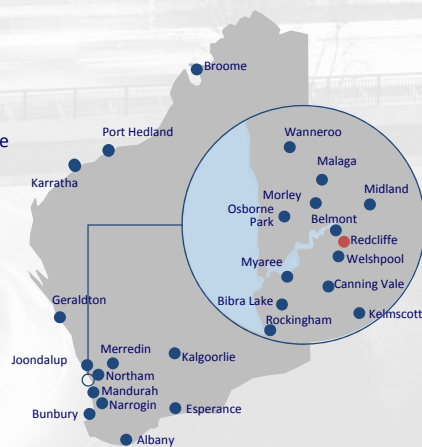 Broome
Port Hedland
e
Karratha
Wanneroo
Malaga
Morley
Midland
Osborne
Park
Belmont
Redcliffe
Welshpool
Myaree
Canning Vale
Bibra Lake
Kelmscott
Rockingham
Geraldton
Merredin
Joondalup
Kalgoorlie
Northam
Mandurah
Narrogin
Bunbury
Esperance
Albany